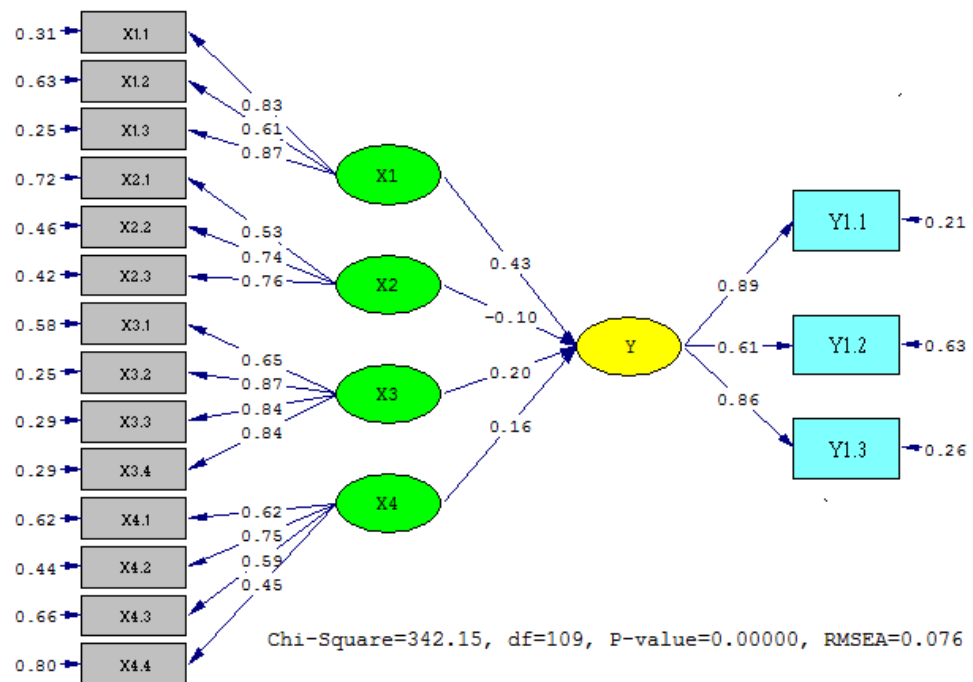 0.31 X1.1
0.63 X1.2
0.83
0.61
0.25 X1.3
0.87
0.72 X2.1
X1
0.46 X2.2
0.53
0.74
0.42 X2.3
0.76
X2
0.43
0.58 X3.1
-0.10
0.25 X3.2
0.65
0.87
0.29 X3.3
0.84
0.84
X3
0.20
0.29 X3.4
0.16
0.62 X4.1
0.62
0.75
X4
0.44 X4.2
0.59
0.45
0.66 X4.3
0.80 X4.4
Y
0.89
0.61
0.86
Y1.1 0.21
Y1.2 0.63
Y1.3 0.26
Chi-Square=342.15, df=109, P-value=0.00000, RMSEA=0.076